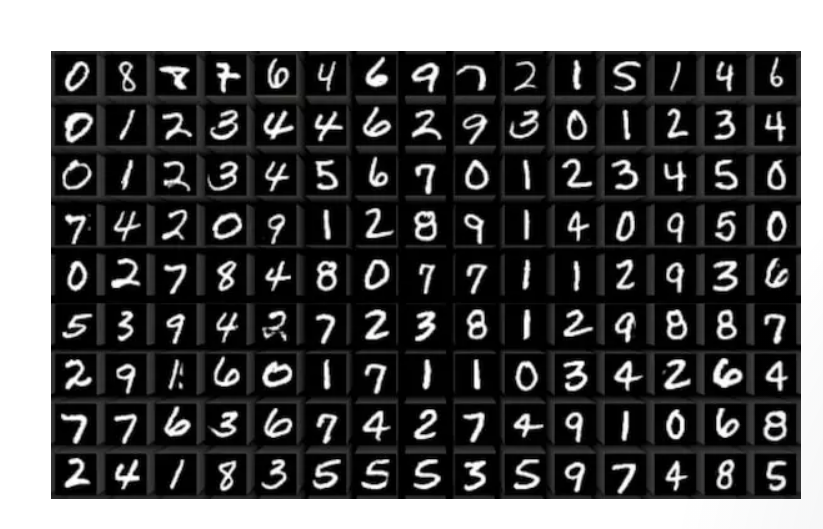 0 8 8 7 6 4 6 9 7 2 1 5 1 4 6
0 1 2 3 4 4 6 2 9 3 0 1 2 3 4
0 1 2 3 4 5 6 7 0 1 2 3 4 5 0
7 4 2 0 9 1 2 8 9 1 4 0 9 5 0
0 2 7 8 4 8 0 7 7 1 1 2 9 3 6
5 3 9 4 2 7 2 3 8 1 2 9 8 8 7
2 9 1 6 0 1 7 1 1 0 3 4 2 6 4
7 7 6 3 6 7 4 2 7 4 9 1 0 6 8
2 4 1 8 3 5 5 5 3 5 9 7 4 8 5